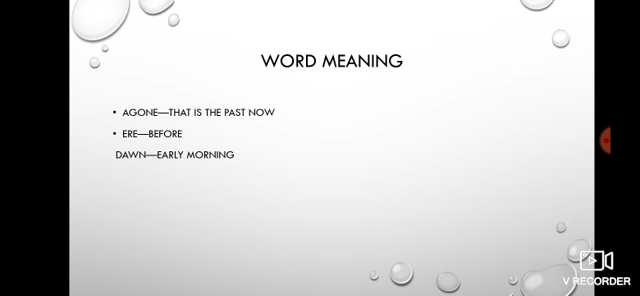 WORD MEANING
• AGONE—THAT IS THE PAST NOW
• ERE—BEFORE
DAWN—EARLY MORNING
V RECORDER